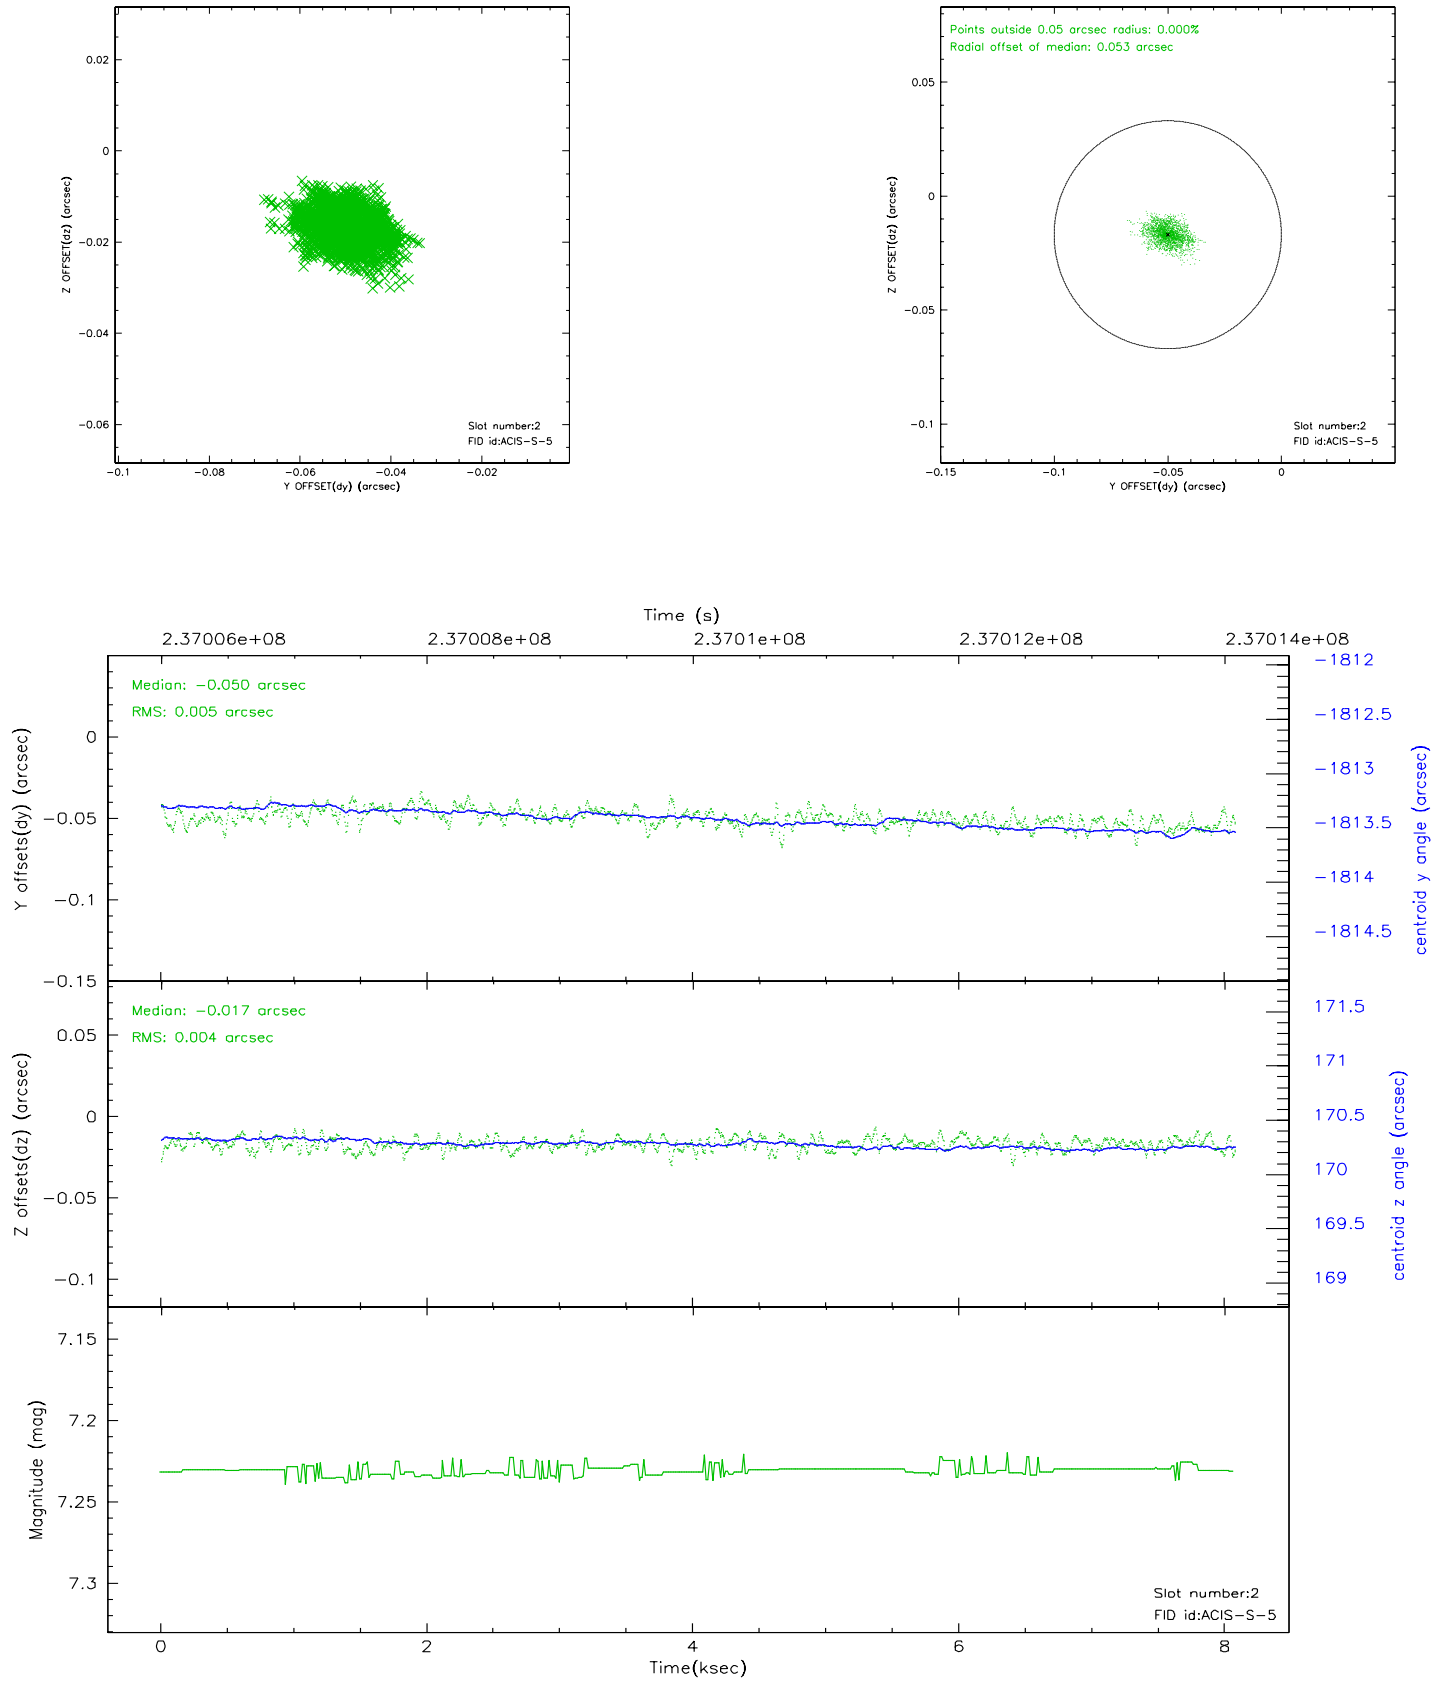 0.02
0
-0.02
-0.04
-0.06
Z OFFSET(dz) (arcsec)
Slot number:2
FID id:ACIS-S-5
-0.1 -0.08 -0.06 -0.04 -0.02
Y OFFSET(dy) (arcsec)
Points outside 0.05 arcsec radius: 0.000%
Radial offset of median: 0.053 arcsec
0.05
0
-0.05
-0.1
Z OFFSET(dz) (arcsec)
Slot number:2
FID id:ACIS-S-5
-0.15 -0.1 -0.05 0
Y OFFSET(dy) (arcsec)
Time (s)
2.37006e+08 2.37008e+08 2.3701e+08 2.37012e+08 2.37014e+08
Median: -0.050 arcsec
RMS: 0.005 arcsec
0
-0.05
-0.1
-0.15
Y offsets(dy) (arcsec)
-1812
-1812.5
-1813
-1813.5
-1814
-1814.5
centroid y angle (arcsec)
Median: -0.017 arcsec
RMS: 0.004 arcsec
0.05
0
-0.05
-0.1
Z offsets(dz) (arcsec)
171.5
171
170.5
170
169.5
169
centroid z angle (arcsec)
7.15
7.2
7.25
7.3
Magnitude (mag)
Slot number:2
FID id:ACIS-S-5
0 2 4 6 8
Time(ksec)